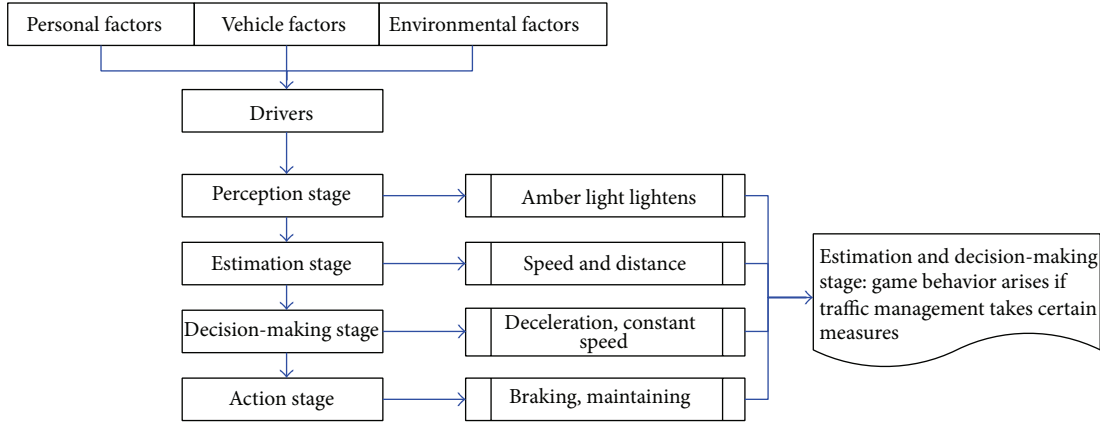 Personal factors
Vehicle factors
Environmental factors
Drivers
Perception stage
Amber light lightens
Estimation stage
Speed and distance
Decision-making stage
Deceleration, constant
speed
Action stage
Braking, maintaining
Estimation and decision-making
stage: game behavior arises if
traffic management takes certain
measures